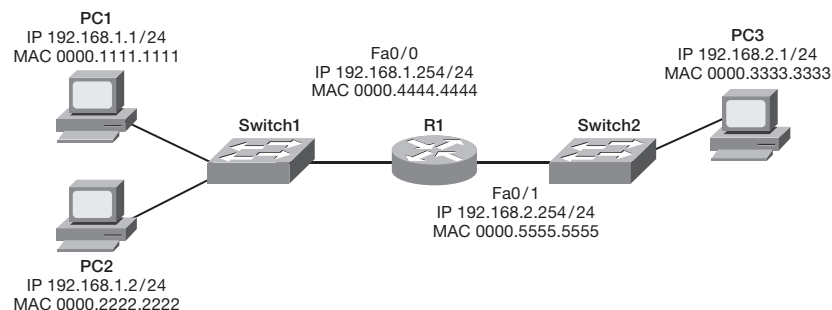 PC1
IP 192.168.1.1/24
MAC 0000.1111.1111
Fa0/0
IP 192.168.1.254/24
MAC 0000.4444.4444
PC3
IP 192.168.2.1/24
MAC 0000.3333.3333
Switch1
R1
Switch2
Fa0/1
IP 192.168.2.254/24
MAC 0000.5555.5555
PC2
IP 192.168.1.2/24
MAC 0000.2222.2222